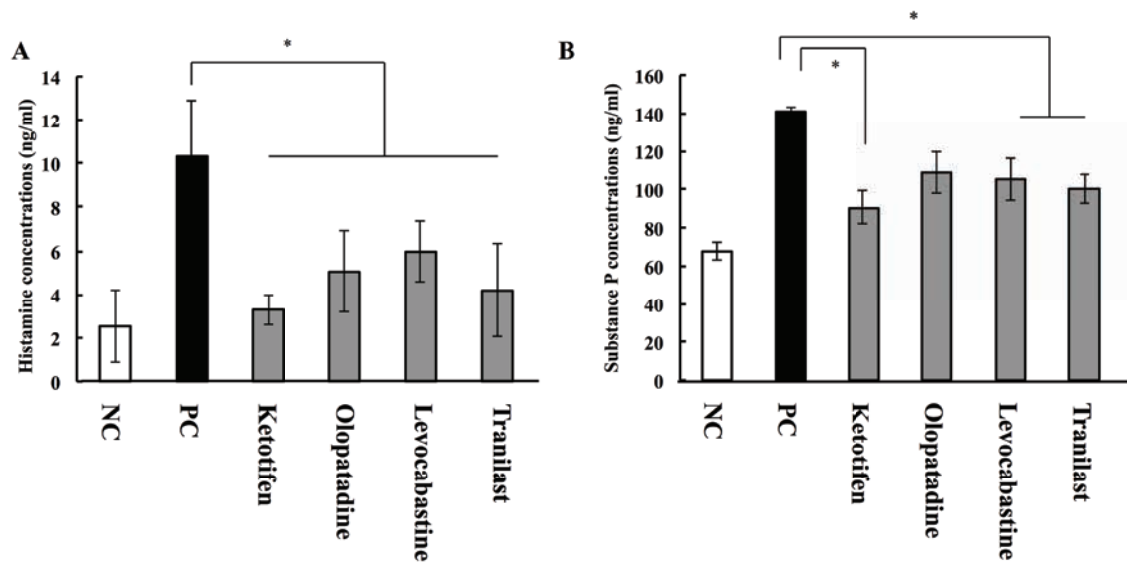 A
*
Histamine concentrations (ng/ml)
14
12
10
8
6
4
2
0
NC
PC
Ketotifen
Olopatadine
Levocabastine
Tranilast
B
*
*
Substance P concentrations (ng/ml)
160
140
120
100
80
60
40
20
0
NC
PC
Ketotifen
Olopatadine
Levocabastine
Tranilast